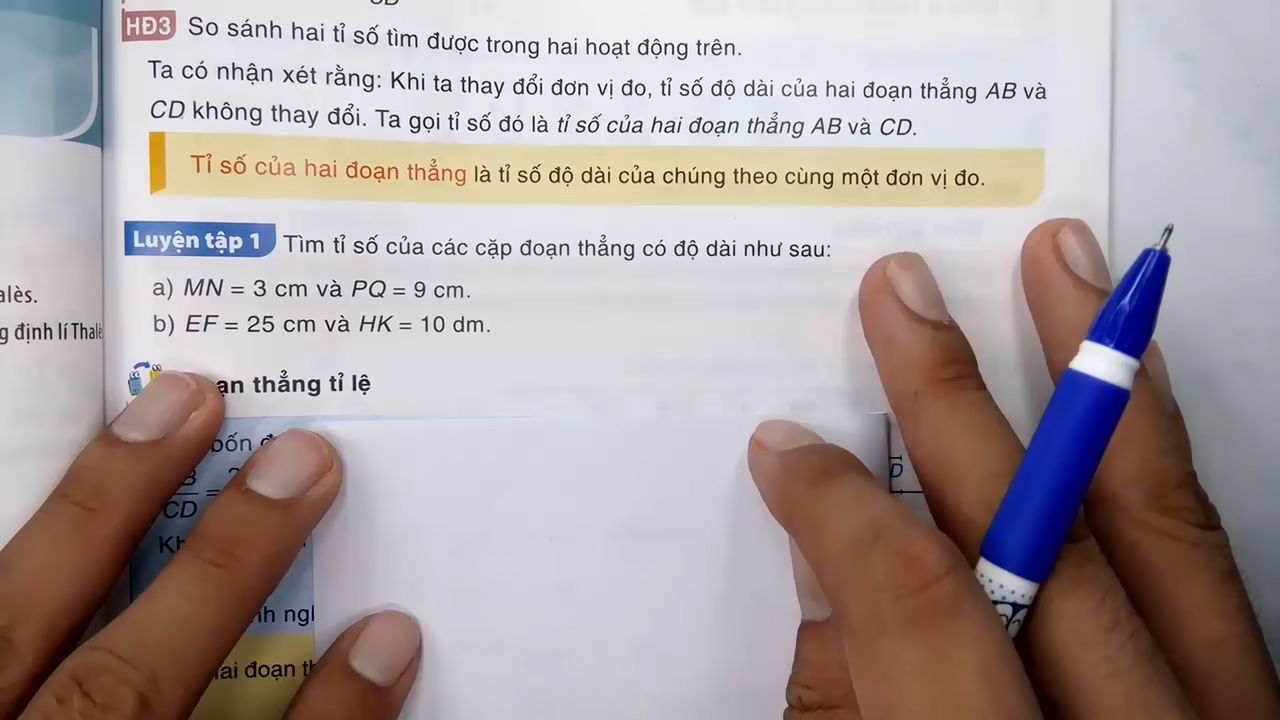 HĐ3 So sánh hai tỉ số tìm được trong hai hoạt động trên.
Ta có nhận xét rằng: Khi ta thay đổi đơn vị đo, tỉ số độ dài của hai đoạn thẳng AB và
CD không thay đổi. Ta gọi tỉ số đó là tỉ số của hai đoạn thẳng AB và CD.
Tỉ số của hai đoạn thẳng là tỉ số độ dài của chúng theo cùng một đơn vị đo.
Luyện tập 1 Tìm tỉ số của các cặp đoạn thẳng có độ dài như sau:
a) MN = 3 cm và PQ = 9 cm.
alès.
b) EF = 25 cm và HK = 10 dm.
g định lí Thalè
thẳng tỉ lệ
bốn
CD =
D
ai đoạn